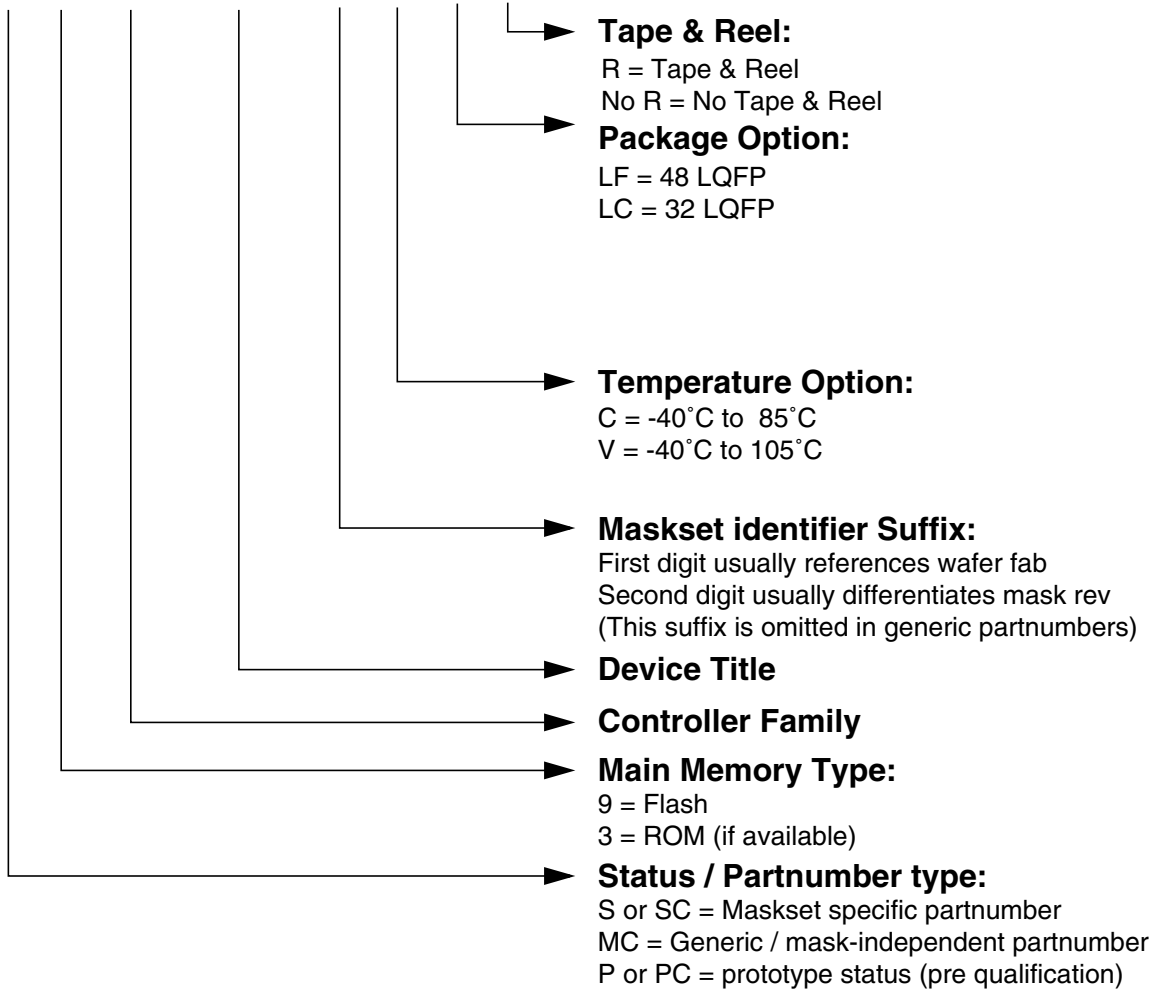 Tape & Reel:
R = Tape & Reel
No R = No Tape & Reel
Package Option:
LF = 48 LQFP
LC = 32 LQFP
Temperature Option:
C = -40˚C to  85˚C
V = -40˚C to 105˚C
Maskset identifier Suffix:
First digit usually references wafer fab
Second digit usually differentiates mask rev
(This suffix is omitted in generic partnumbers)
Device Title
Controller Family
Main Memory Type:
9 = Flash
3 = ROM (if available)
Status / Partnumber type:
S or SC = Maskset specific partnumber
MC = Generic / mask-independent partnumber
P or PC = prototype status (pre qualification)